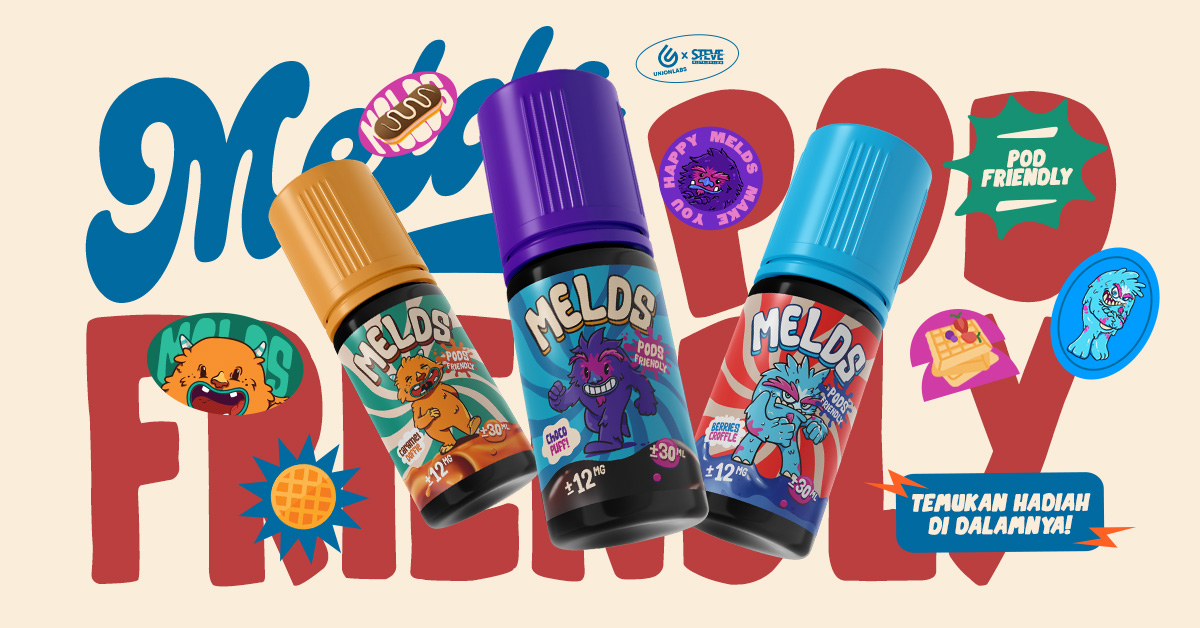 Melds
POD
FRIENDLY
UNIONLABS
X
STEVE
HAPPY MELDS MAKE YOU
POD
FRIENDLY
MELDS
MELDS
PODS
FRIENDLY
CARAMEL
WAFFLE
±12MG
±30ML
MELDS
PODS
FRIENDLY
CHOCO
PUFF!
±12MG
±30ML
MELDS
PODS
FRIENDLY
BERRIES
CROFFLE
±12MG
±30ML
TEMUKAN HADIAH
DI DALAMNYA!